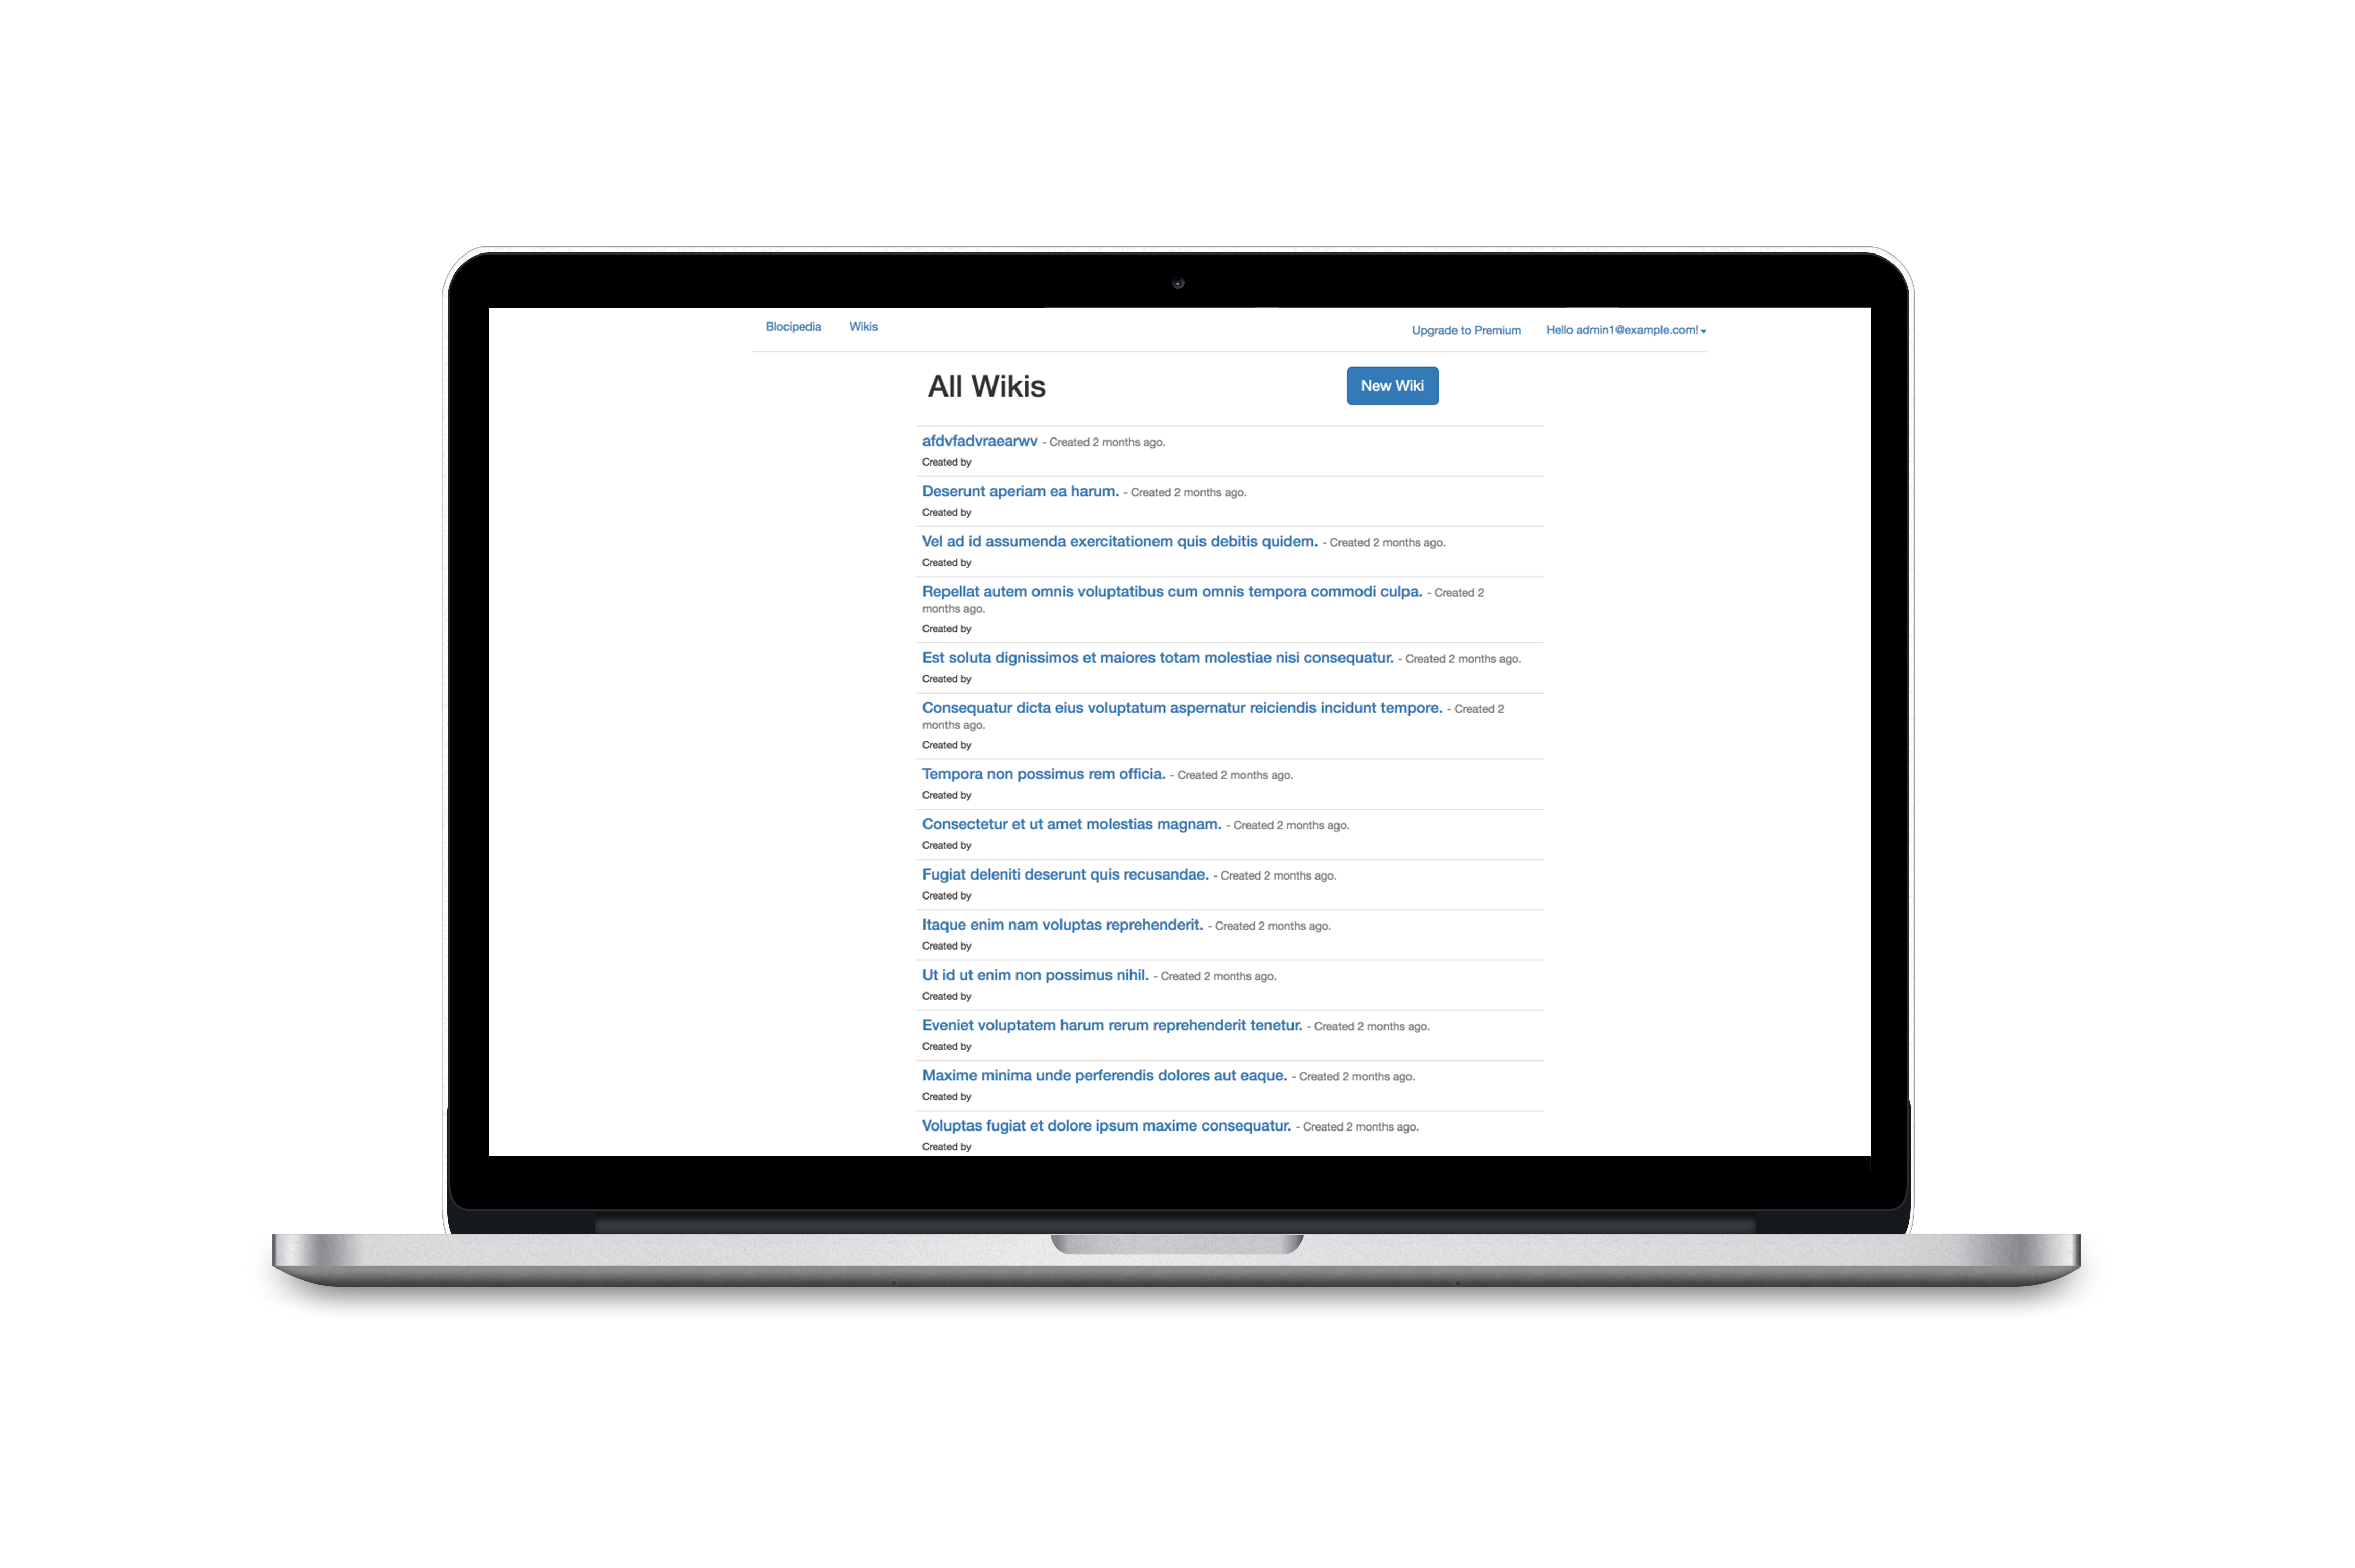 Blocipedia Wikis Upgrade to Premium Hello admin1@example.com!
All Wikis New Wiki
afdvfadvraearwv - Created 2 months ago.
Created by
Deserunt aperiam ea harum. - Created 2 months ago.
Created by
Vel ad id assumenda exercitationem quis debitis quidem. - Created 2 months ago.
Created by
Repellat autem omnis voluptatibus cum omnis tempora commodi culpa. - Created 2
months ago.
Created by
Est soluta dignissimos et maiores totam molestiae nisi consequatur. - Created 2 months ago.
Created by
Consequatur dicta eius voluptatum aspernatur reiciendis incidunt tempore. - Created 2
months ago.
Created by
Tempora non possimus rem officia. - Created 2 months ago.
Created by
Consectetur et ut amet molestias magnam. - Created 2 months ago.
Created by
Fugiat deleniti deserunt quis recusandae. - Created 2 months ago.
Created by
Itaque enim nam voluptas reprehenderit. - Created 2 months ago.
Created by
Ut id ut enim non possimus nihil. - Created 2 months ago.
Created by
Eveniet voluptatem harum rerum reprehenderit tenetur. - Created 2 months ago.
Created by
Maxime minima unde perferendis dolores aut eaque. - Created 2 months ago.
Created by
Voluptas fugiat et dolore ipsum maxime consequatur. - Created 2 months ago.
Created by